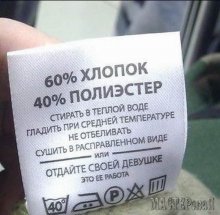 60% ХЛОПОК
40% ПОЛИЭСТЕР
СТИРАТЬ В ТЕПЛОЙ ВОДЕ
ГЛАДИТЬ ПРИ СРЕДНЕЙ ТЕМПЕРАТУРЕ
НЕ ОТБЕЛИВАТЬ
СУШИТЬ В РАСПРАВЛЕННОМ ВИДЕ
ИЛИ
ОТДАЙТЕ СВОЕЙ ДЕВУШКЕ
ЭТО ЕЕ РАБОТА
40° P